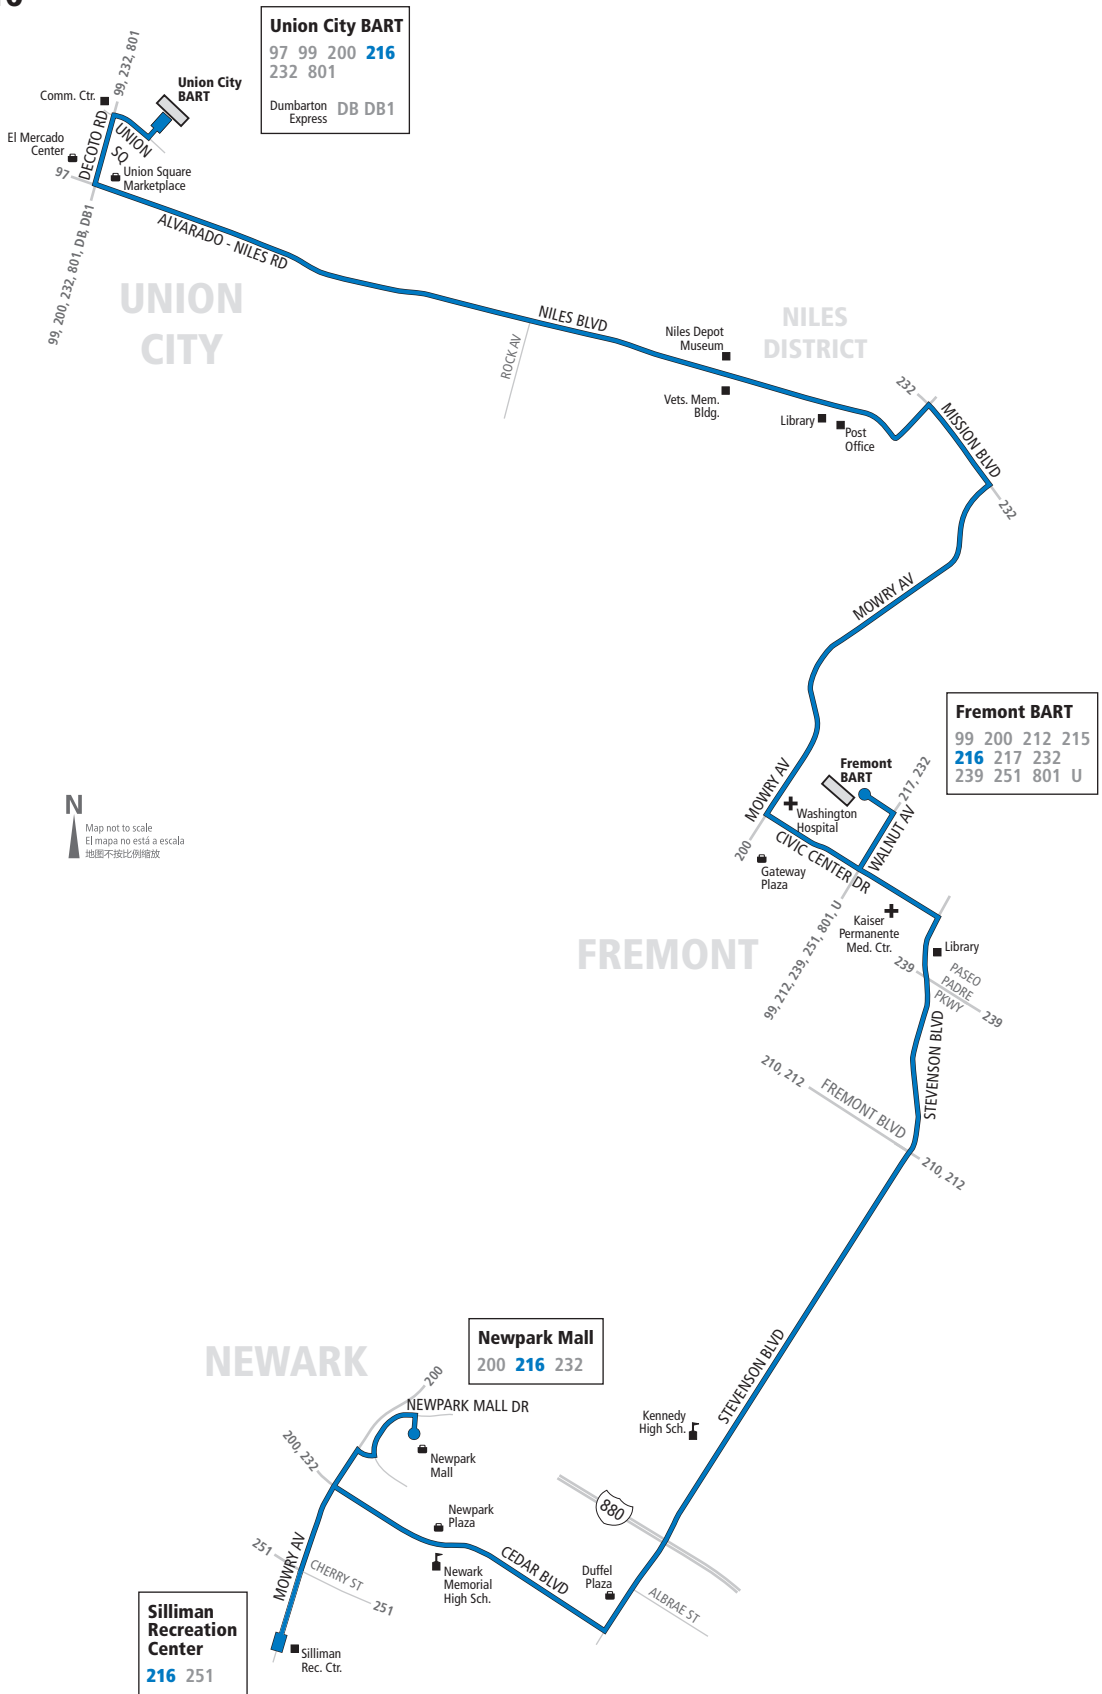 Union City BART
97 99 200 216
232 801
Dumbarton
Express
DB DB1
99, 232, 801
Union City
BART
Comm. Ctr.
El Mercado
Center
DECOTO RD
UNION
SQ
Union Square
Marketplace
97
99, 200, 232, 801, DB, DB1
ALVARADO - NILES RD
UNION
CITY
NILES BLVD
ROCK AV
Niles Depot
Museum
NILES
DISTRICT
Vets. Mem.
Bldg.
Library
Post
Office
232
MISSION BLVD
232
MOWRY AV
Fremont BART
99 200 212 215
216 217 232
239 251 801 U
Fremont
BART
217, 232
MOWRY AV
Washington
Hospital
WALNUT AV
200
CIVIC CENTER DR
Gateway
Plaza
N
Map not to scale
El mapa no está a escala
地图不按比例缩放
Kaiser
Permanente
Med. Ctr.
99, 212, 239, 251, 801, U
FREMONT
Library
239
PASEO
PADRE
PKWY
239
STEVENSON BLVD
210, 212
FREMONT BLVD
210, 212
NEWARK
Newpark Mall
200 216 232
200
NEWPARK MALL DR
STEVENSON BLVD
Kennedy
High Sch.
200, 232
Newpark
Mall
880
Newpark
Plaza
MOWRY AV
251
CHERRY ST
251
Newark
Memorial
High Sch.
CEDAR BLVD
Duffel
Plaza
ALBRAE ST
Silliman
Recreation
Center
216 251
Silliman
Rec. Ctr.